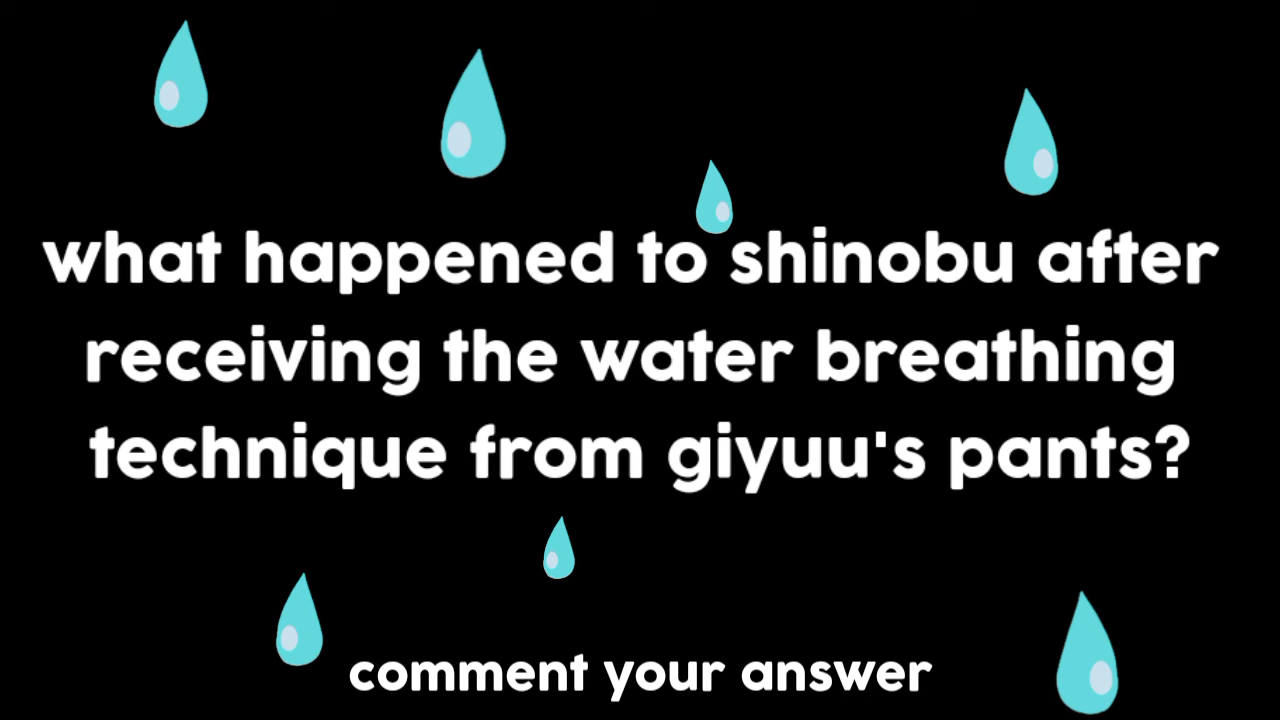 what happened to shinobu after
receiving the water breathing
technique from giyuu's pants?
comment your answer